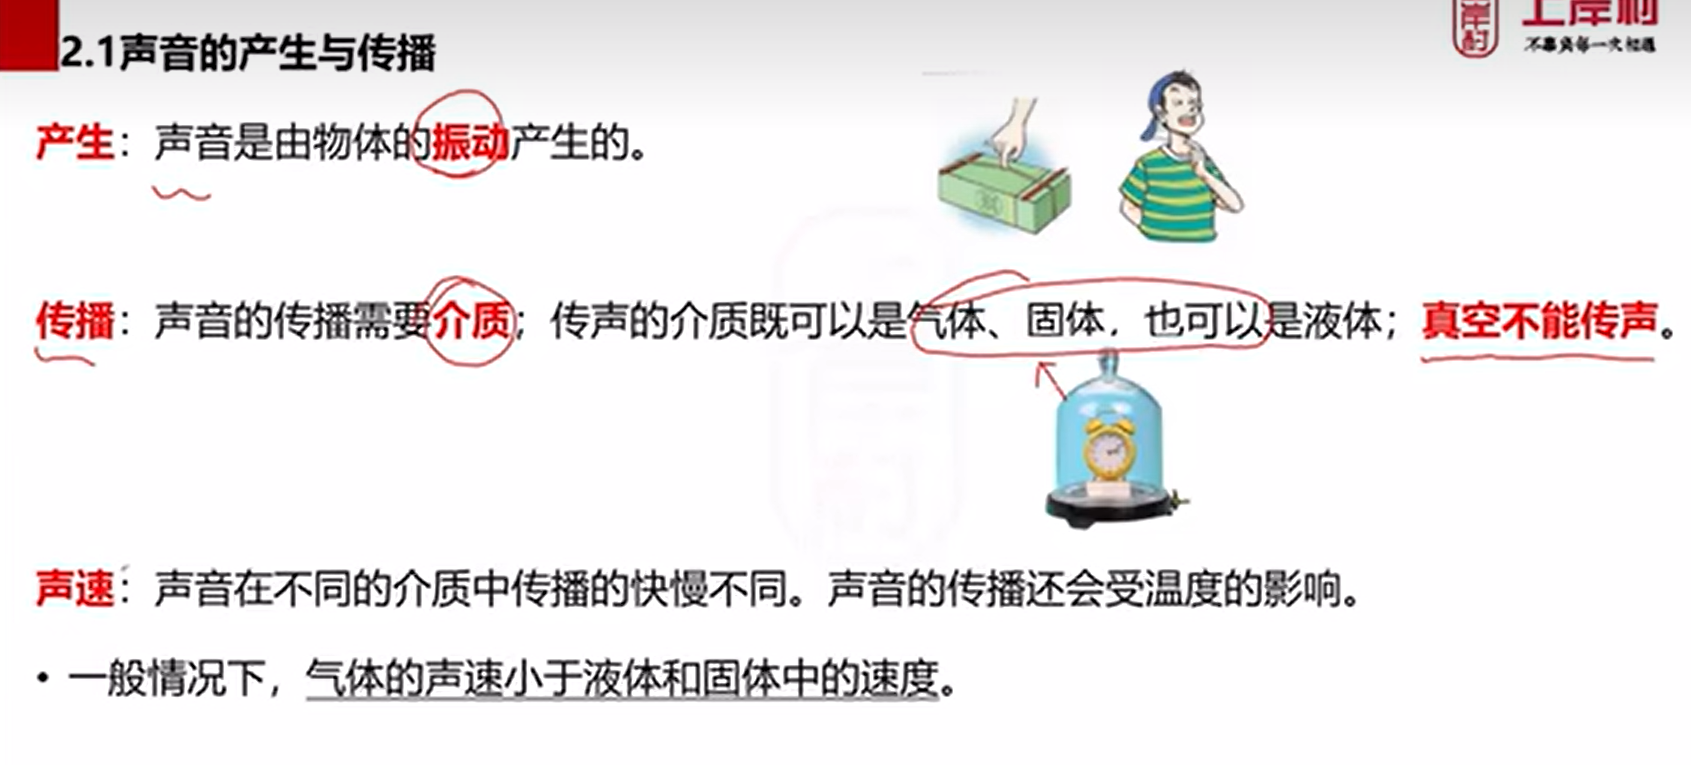 2.1声音的产生与传播
不辜负每一次相遇
产生：声音是由物体的振动产生的。
传播：声音的传播需要介质；传声的介质既可以是气体、固体，也可以是液体；真空不能传声。
声速：声音在不同的介质中传播的快慢不同。声音的传播还会受温度的影响。
• 一般情况下，气体的声速小于液体和固体中的速度。